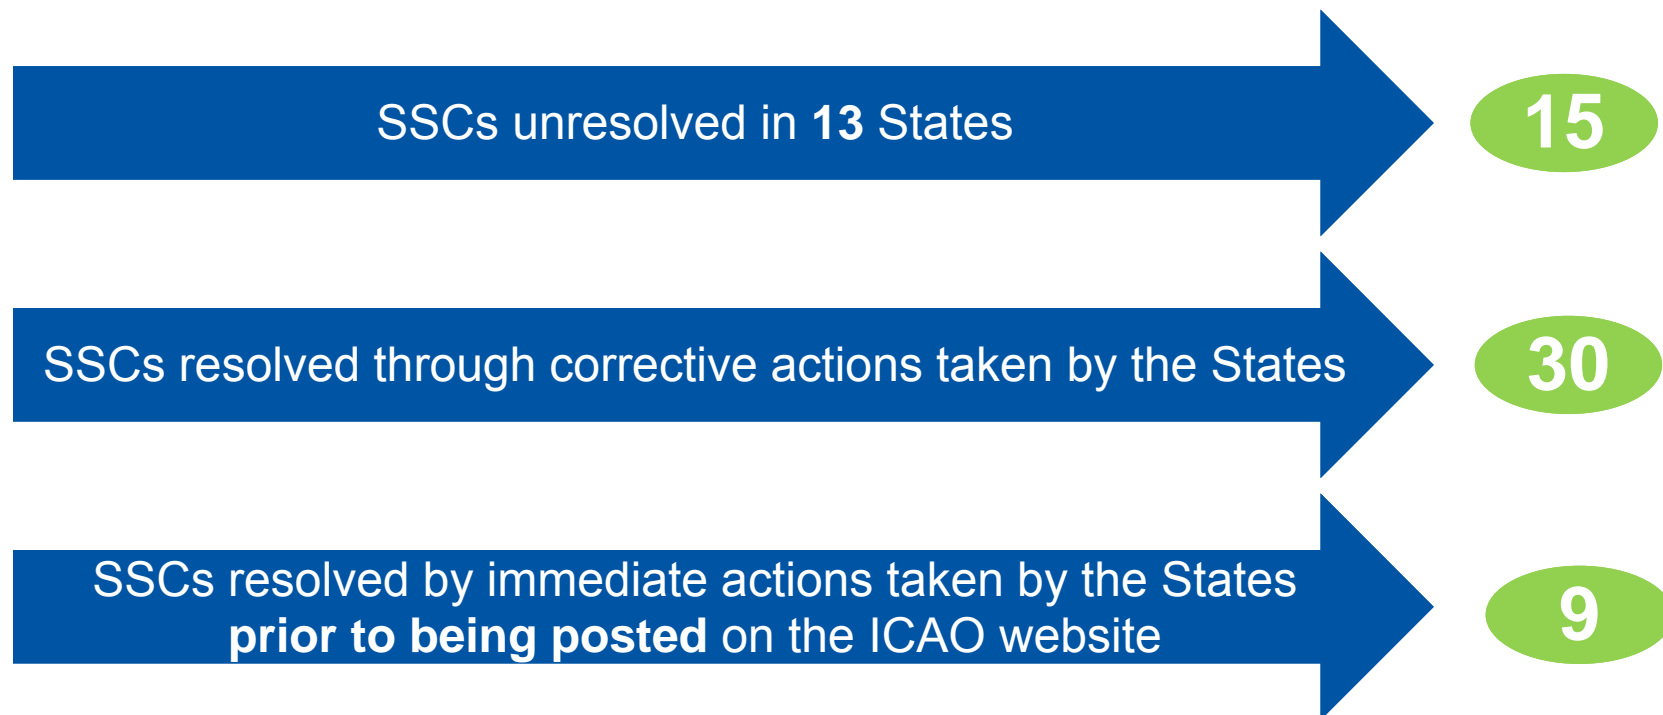 SSCs unresolved in 13 States
15
SSCs resolved through corrective actions taken by the States
30
SSCs resolved by immediate actions taken by the States
prior to being posted on the ICAO website
9